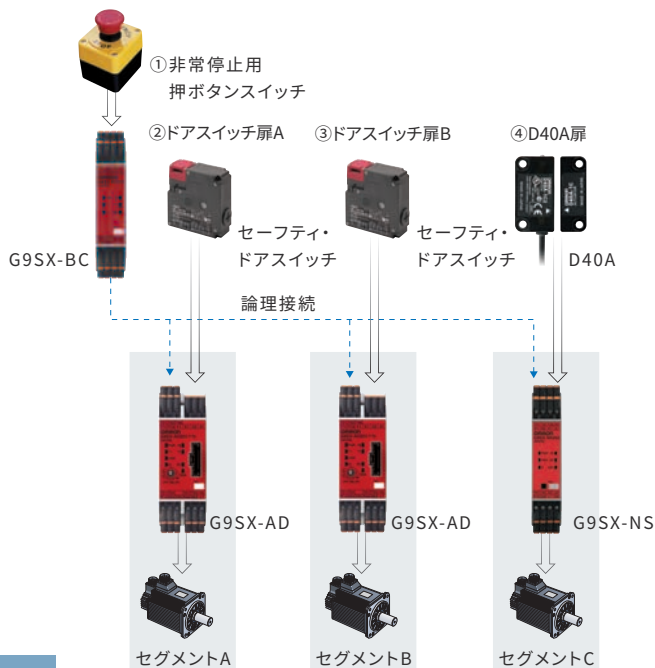 ①非常停止用
押ボタンスイッチ
②ドアスイッチ扉A
③ドアスイッチ扉B
④D40A扉
G9SX-BC
セーフティ・
ドアスイッチ
セーフティ・
ドアスイッチ
D40A
論理接続
G9SX-AD
G9SX-AD
G9SX-NS
セグメントA
セグメントB
セグメントC